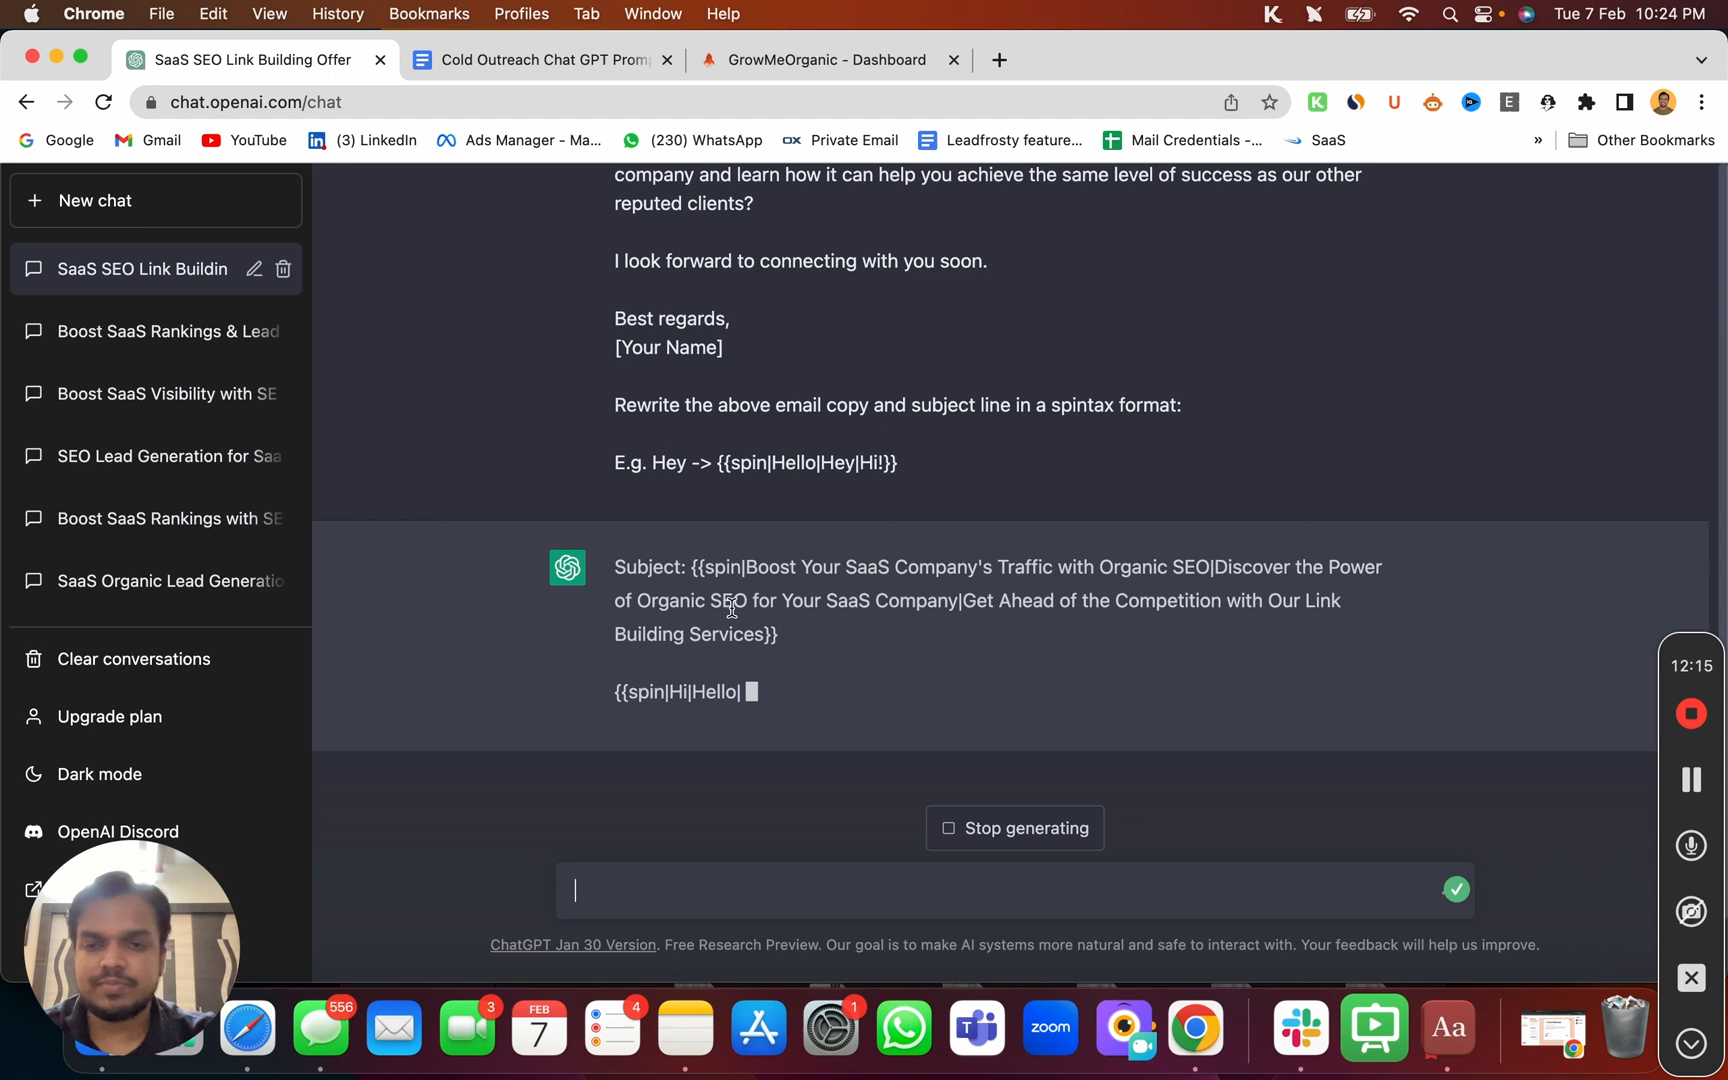 Chrome File Edit View History Bookmarks Profiles Tab Window Help
Tue 7 Feb 10:24 PM
SaaS SEO Link Building Offer
Cold Outreach Chat GPT Prom
GrowMeOrganic - Dashboard
chat.openai.com/chat
Google Gmail YouTube (3) LinkedIn Ads Manager - Ma... (230) WhatsApp Private Email Leadfrosty feature... Mail Credentials -... SaaS » Other Bookmarks
New chat
SaaS SEO Link Buildin
Boost SaaS Rankings & Lead
Boost SaaS Visibility with SE
SEO Lead Generation for Saa
Boost SaaS Rankings with SE
SaaS Organic Lead Generatio
Clear conversations
Upgrade plan
Dark mode
OpenAI Discord
company and learn how it can help you achieve the same level of success as our other
reputed clients?
I look forward to connecting with you soon.
Best regards,
[Your Name]
Rewrite the above email copy and subject line in a spintax format:
E.g. Hey -> {{spin|Hello|Hey|Hi!}}
Subject: {{spin|Boost Your SaaS Company's Traffic with Organic SEO|Discover the Power
of Organic SEO for Your SaaS Company|Get Ahead of the Competition with Our Link
Building Services}}
{{spin|Hi|Hello|
Stop generating
ChatGPT Jan 30 Version. Free Research Preview. Our goal is to make AI systems more natural and safe to interact with. Your feedback will help us improve.
12:15
556
3
FEB
7
4
1
zoom
Aa